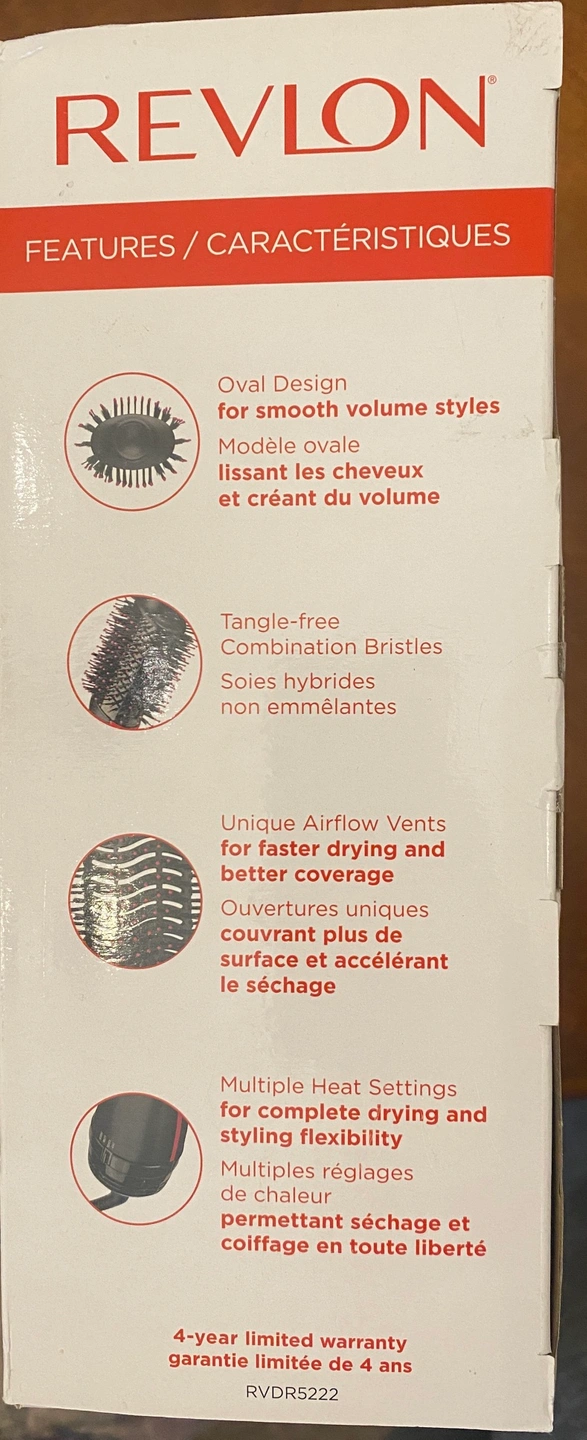 REVLON®
FEATURES / CARACTÉRISTIQUES
Oval Design
for smooth volume styles
Modèle ovale
lissant les cheveux
et créant du volume
Tangle-free
Combination Bristles
Soies hybrides
non emmêlantes
Unique Airflow Vents
for faster drying and
better coverage
Ouvertures uniques
couvrant plus de
surface et accélérant
le séchage
Multiple Heat Settings
for complete drying and
styling flexibility
Multiples réglages
de chaleur
permettant séchage et
coiffage en toute liberté
4-year limited warranty
garantie limitée de 4 ans
RVDR5222